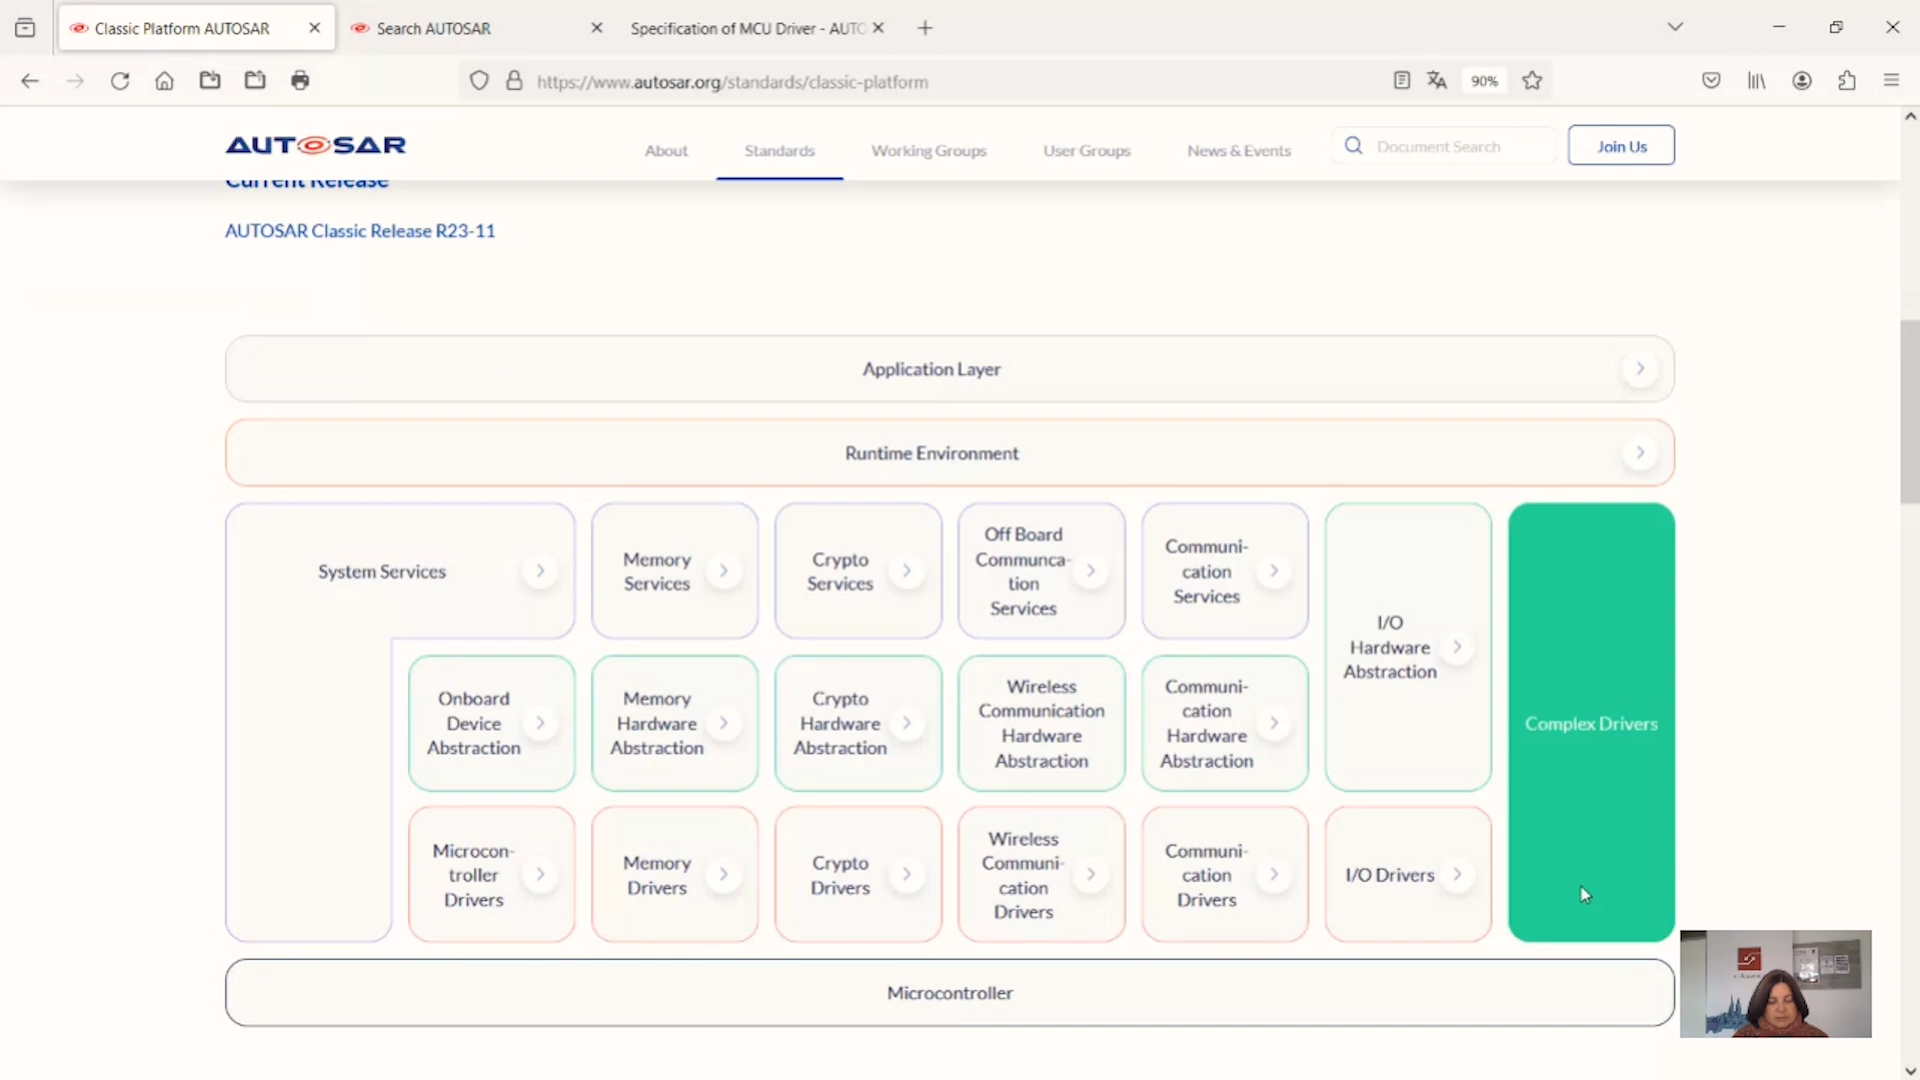 Classic Platform AUTOSAR
Search AUTOSAR
Specification of MCU Driver - AUTO
https://www.autosar.org/standards/classic-platform
90%
AUTOSAR
About
Standards
Working Groups
User Groups
News & Events
Document Search
Join Us
Current Release
AUTOSAR Classic Release R23-11
Application Layer
Runtime Environment
System Services
Memory
Services
Crypto
Services
Off Board
Communca-
tion
Services
Communi-
cation
Services
I/O
Hardware
Abstraction
Complex Drivers
Onboard
Device
Abstraction
Memory
Hardware
Abstraction
Crypto
Hardware
Abstraction
Wireless
Communication
Hardware
Abstraction
Communi-
cation
Hardware
Abstraction
Microcon-
troller
Drivers
Memory
Drivers
Crypto
Drivers
Wireless
Communi-
cation
Drivers
Communi-
cation
Drivers
I/O Drivers
Microcontroller